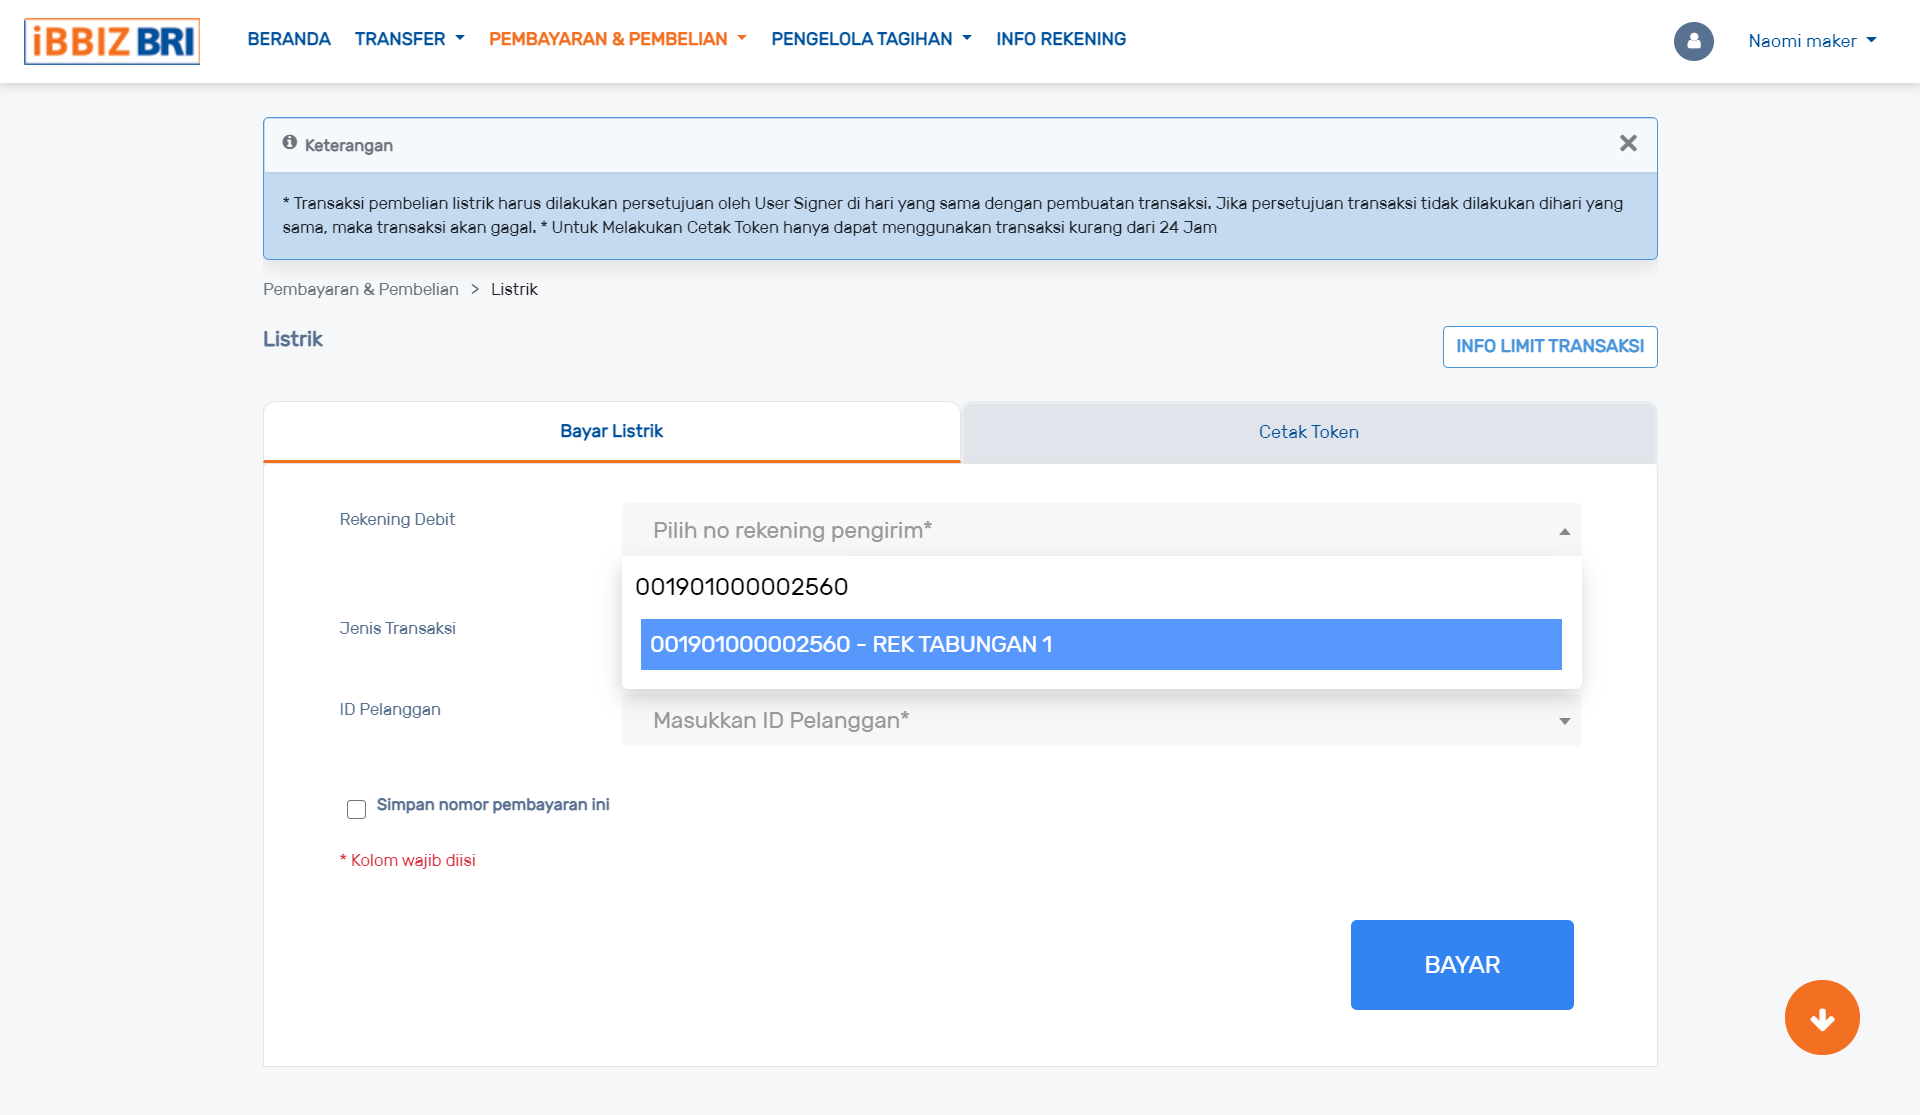 iBBIZ BRI
BERANDA TRANSFER PEMBAYARAN & PEMBELIAN PENGELOLA TAGIHAN INFO REKENING
Naomi maker
Keterangan
* Transaksi pembelian listrik harus dilakukan persetujuan oleh User Signer di hari yang sama dengan pembuatan transaksi. Jika persetujuan transaksi tidak dilakukan dihari yang
sama, maka transaksi akan gagal. * Untuk Melakukan Cetak Token hanya dapat menggunakan transaksi kurang dari 24 Jam
Pembayaran & Pembelian > Listrik
Listrik
INFO LIMIT TRANSAKSI
Bayar Listrik
Cetak Token
Rekening Debit
Pilih no rekening pengirim*
001901000002560
Jenis Transaksi
001901000002560 - REK TABUNGAN 1
ID Pelanggan
Masukkan ID Pelanggan*
Simpan nomor pembayaran ini
* Kolom wajib diisi
BAYAR